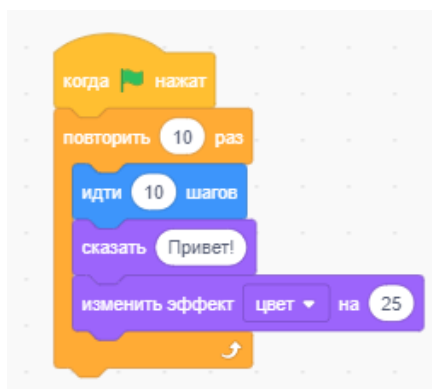 когда нажат
повторить 10 раз
идти 10 шагов
сказать Привет!
изменить эффект цвет на 25